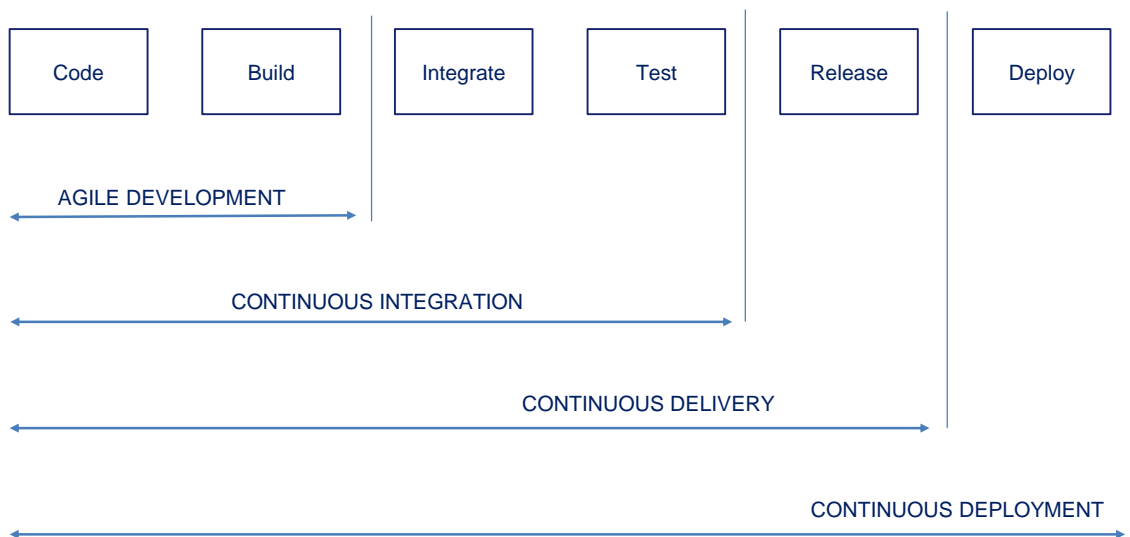 Code
Build
Integrate
Test
Release
Deploy
AGILE DEVELOPMENT
CONTINUOUS INTEGRATION
CONTINUOUS DELIVERY
CONTINUOUS DEPLOYMENT